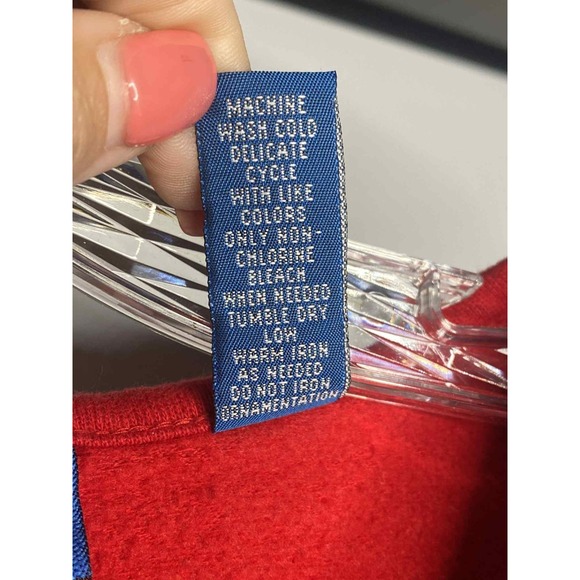 MACHINE
WASH COLD
DELICATE
CYCLE
WITH LIKE
COLORS
ONLY NON-
CHLORINE
BLEACH
WHEN NEEDED
TUMBLE DRY
LOW
WARM IRON
AS NEEDED
DO NOT IRON
ORNAMENTATION